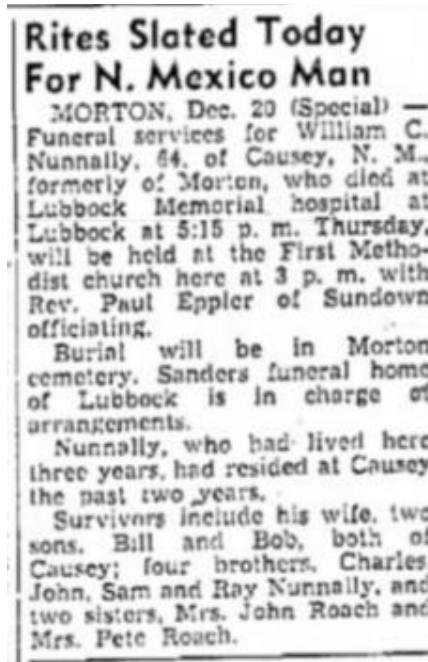 Rites Slated Today
For N. Mexico Man
MORTON, Dec. 20 (Special) —
Funeral services for William C.
Nunnally, 64, of Causey, N. M.,
formerly of Morton, who died at
Lubbock Memorial hospital at
Lubbock at 5:15 p. m. Thursday,
will be held at the First Metho-
dist church here at 3 p. m. with
Rev. Paul Eppler of Sundown
officiating.
Burial will be in Morton
cemetery. Sanders funeral home
of Lubbock is in charge of
arrangements.
Nunnally, who had lived here
three years, had resided at Causey
the past two years.
Survivors include his wife, two
sons, Bill and Bob, both of
Causey; four brothers, Charles,
John, Sam and Ray Nunnally, and
two sisters, Mrs. John Roach and
Mrs. Pete Roach.